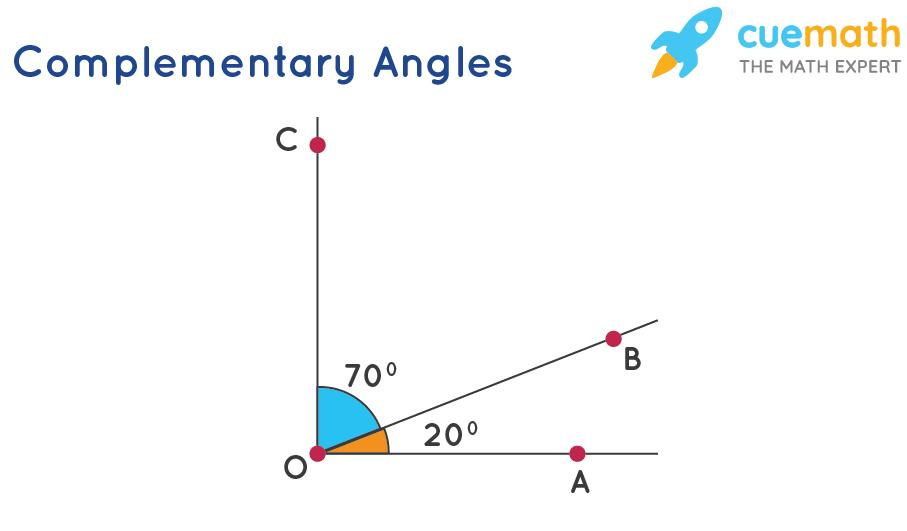 Complementary Angles
cuemath
THE MATH EXPERT
C
70⁰
B
20⁰
O
A